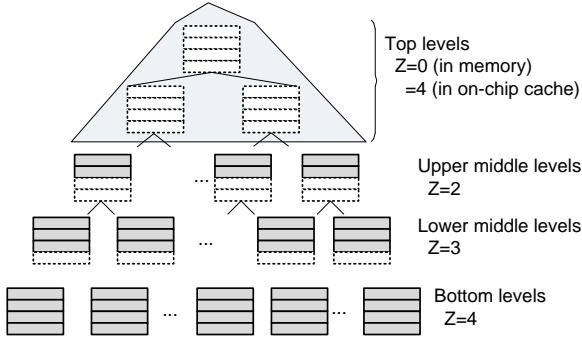 Top levels
Z=0 (in memory)
=4 (in on-chip cache)
...
Upper middle levels
Z=2
...
Lower middle levels
Z=3
...
...
Bottom levels
Z=4